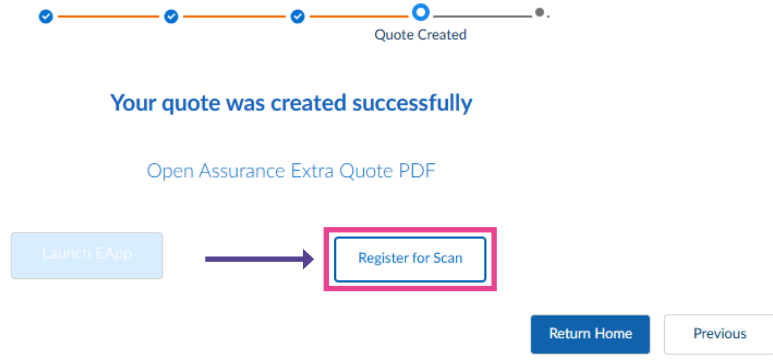 Quote Created
Your quote was created successfully
Open Assurance Extra Quote PDF
Launch EApp
Register for Scan
Return Home
Previous